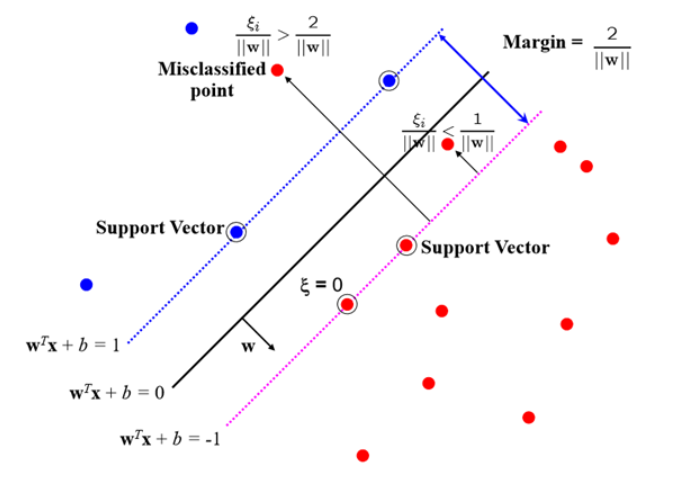 ξᵢ/||w|| > 2/||w||
Margin = 2/||w||
Misclassified
point
ξᵢ/||w|| < 1/||w||
Support Vector
Support Vector
ξ = 0
wᵀx + b = 1
w
wᵀx + b = 0
wᵀx + b = -1